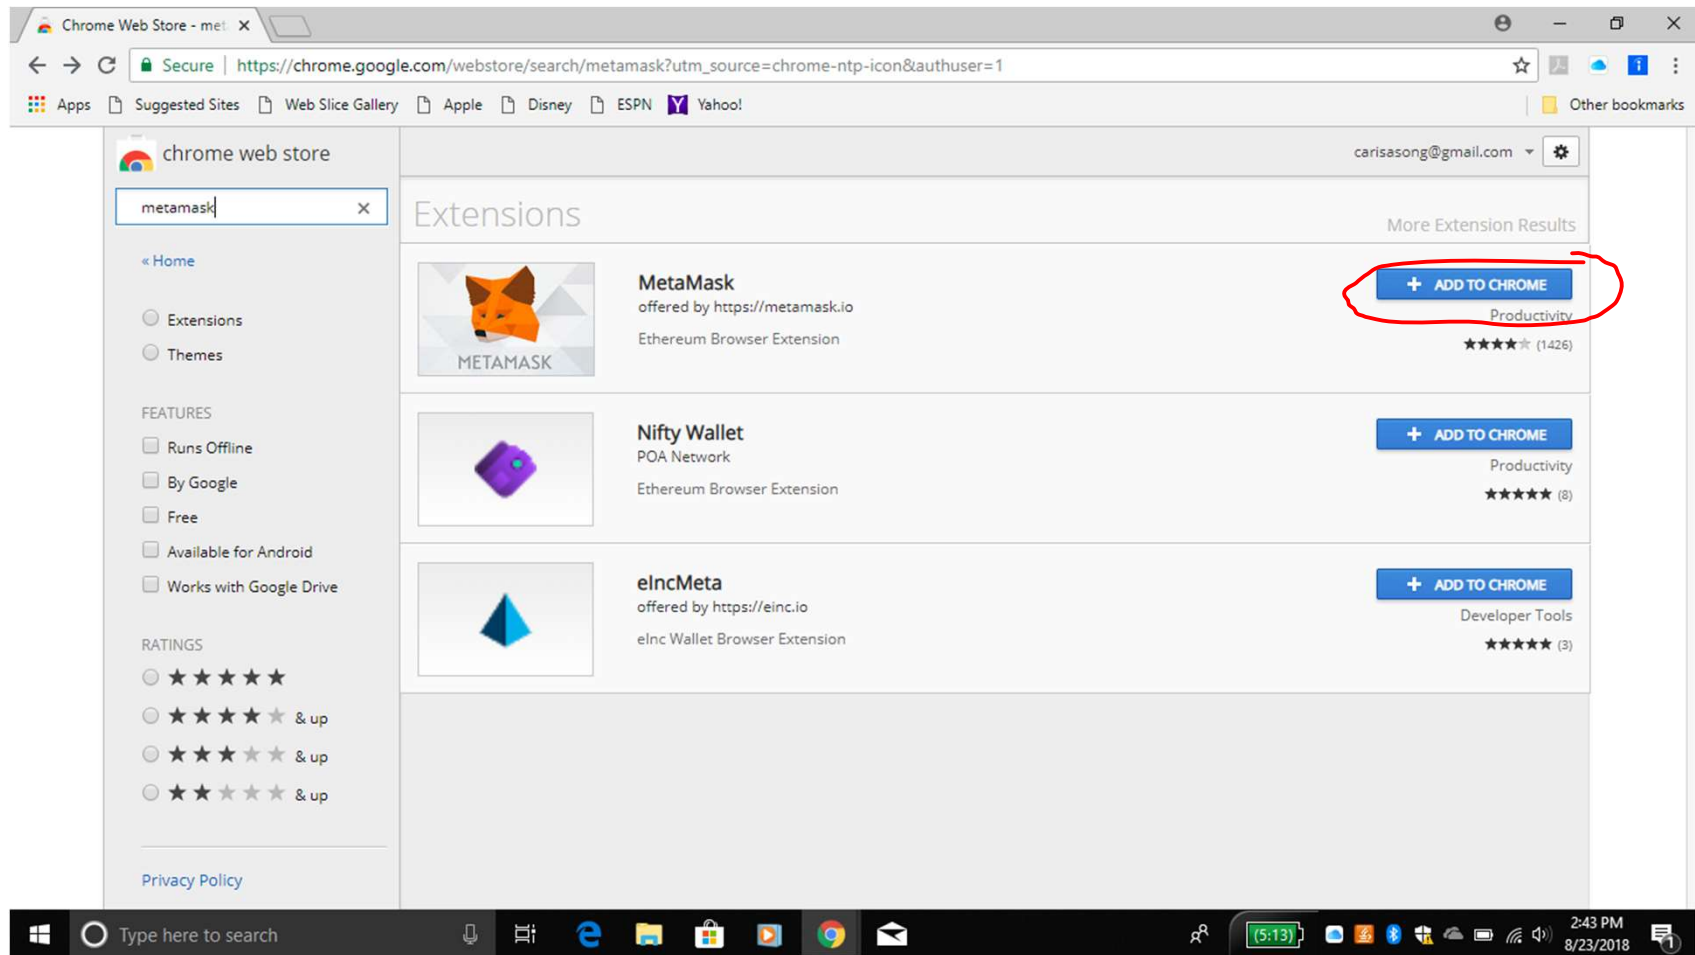 Chrome Web Store - met
Secure | https://chrome.google.com/webstore/search/metamask?utm_source=chrome-ntp-icon&authuser=1
Apps Suggested Sites Web Slice Gallery Apple Disney ESPN Yahoo! Other bookmarks
chrome web store
carisasong@gmail.com
metamask
Extensions
More Extension Results
« Home
Extensions
Themes
FEATURES
Runs Offline
By Google
Free
Available for Android
Works with Google Drive
RATINGS
& up
& up
& up
Privacy Policy
METAMASK
MetaMask
offered by https://metamask.io
Ethereum Browser Extension
ADD TO CHROME
Productivity
(1426)
Nifty Wallet
POA Network
Ethereum Browser Extension
ADD TO CHROME
Productivity
(8)
eIncMeta
offered by https://einc.io
eInc Wallet Browser Extension
ADD TO CHROME
Developer Tools
(3)
Type here to search
(5:13)
2:43 PM
8/23/2018
1